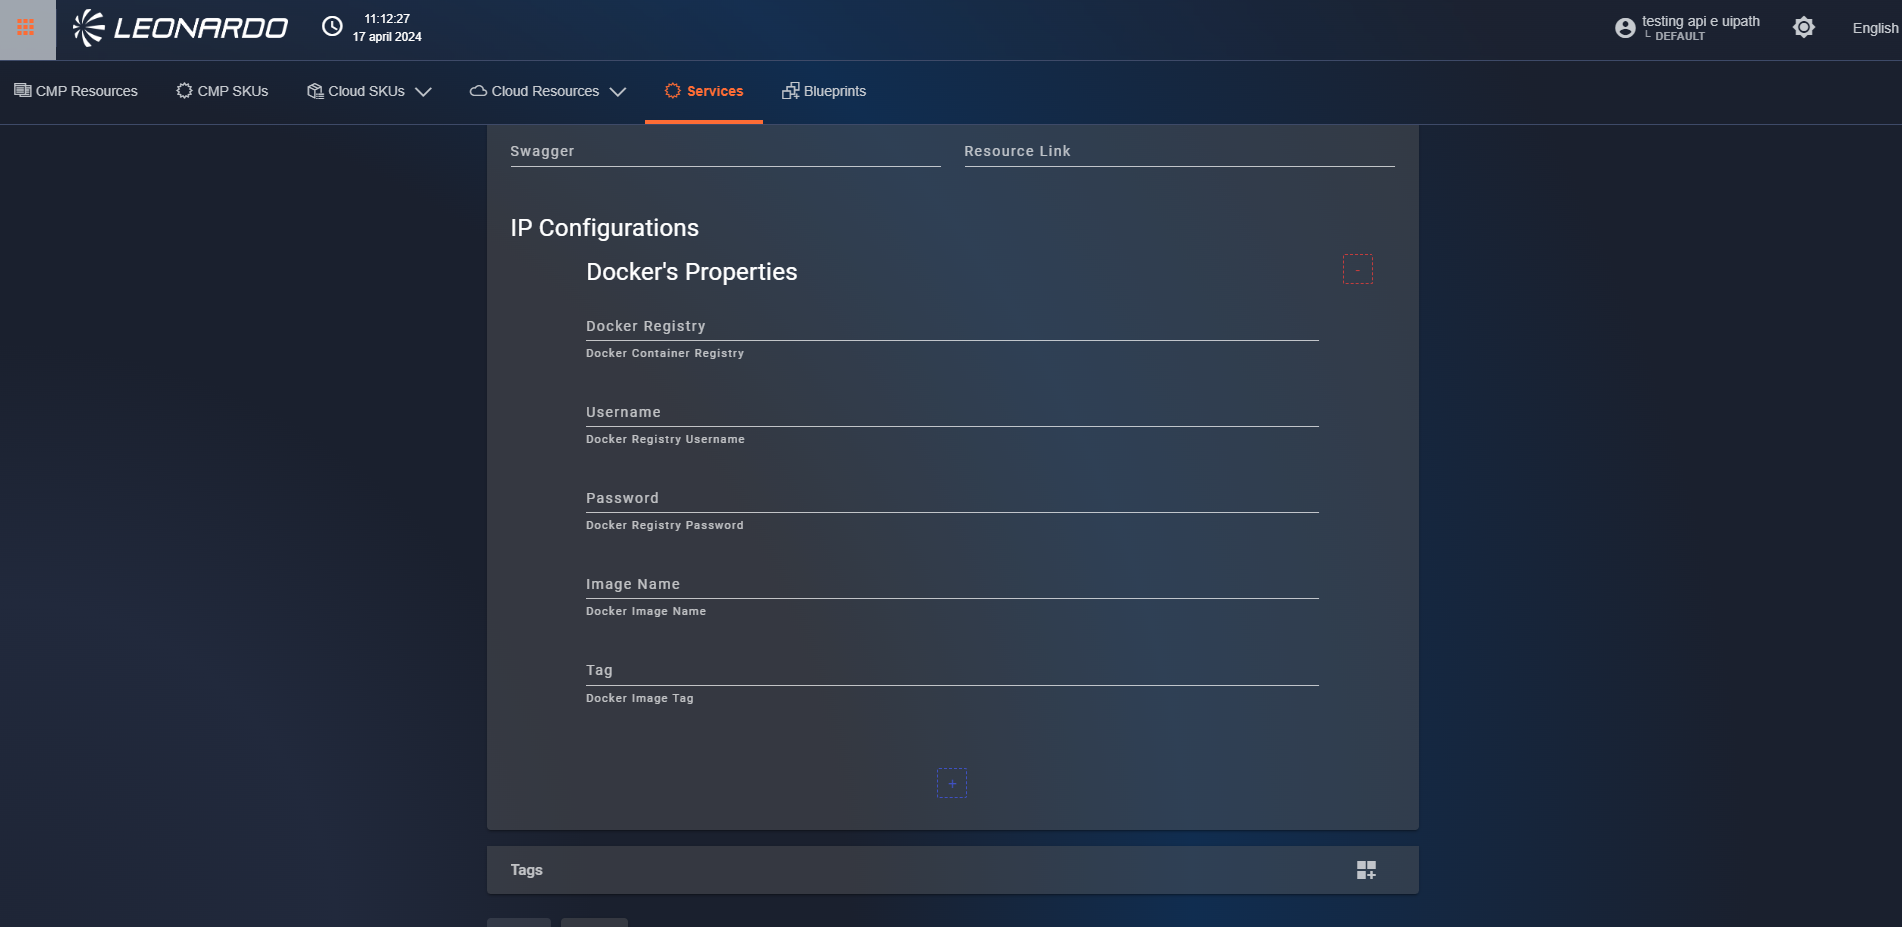 LEONARDO
11:12:27
17 april 2024
testing api e uipath
└ DEFAULT
English
CMP Resources
CMP SKUs
Cloud SKUs
Cloud Resources
Services
Blueprints
Swagger
Resource Link
IP Configurations
Docker's Properties
-
Docker Registry
Docker Container Registry
Username
Docker Registry Username
Password
Docker Registry Password
Image Name
Docker Image Name
Tag
Docker Image Tag
+
Tags